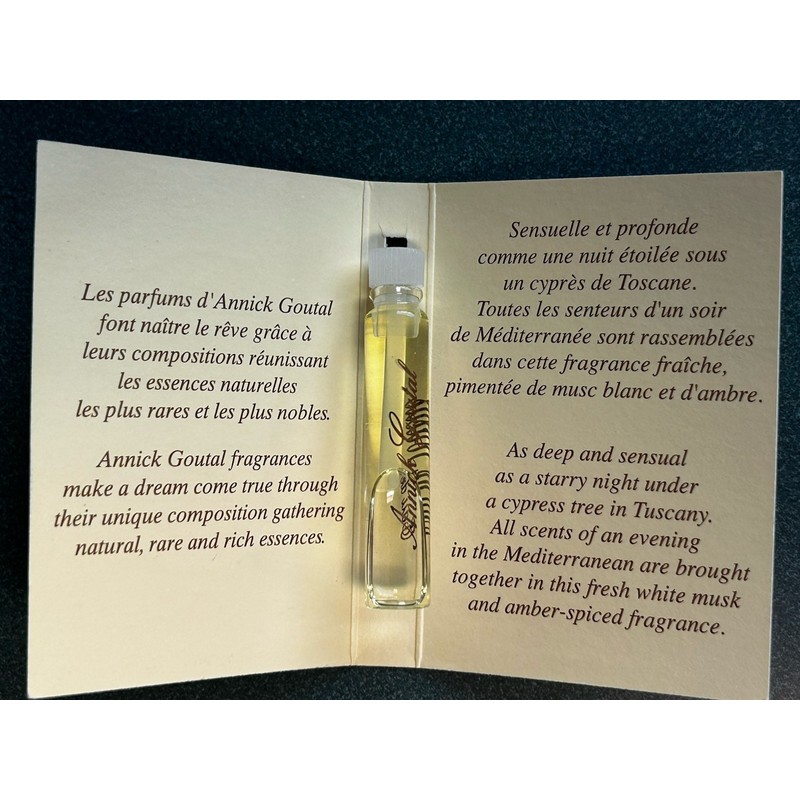 Les parfums d'Annick Goutal
font naître le rêve grâce à
leurs compositions réunissant
les essences naturelles
les plus rares et les plus nobles.
Annick Goutal fragrances
make a dream come true through
their unique composition gathering
natural, rare and rich essences.
Annick Goutal
Sensuelle et profonde
comme une nuit étoilée sous
un cyprès de Toscane.
Toutes les senteurs d'un soir
de Méditerranée sont rassemblées
dans cette fragrance fraîche,
pimentée de musc blanc et d'ambre.
As deep and sensual
as a starry night under
a cypress tree in Tuscany.
All scents of an evening
in the Mediterranean are brought
together in this fresh white musk
and amber-spiced fragrance.